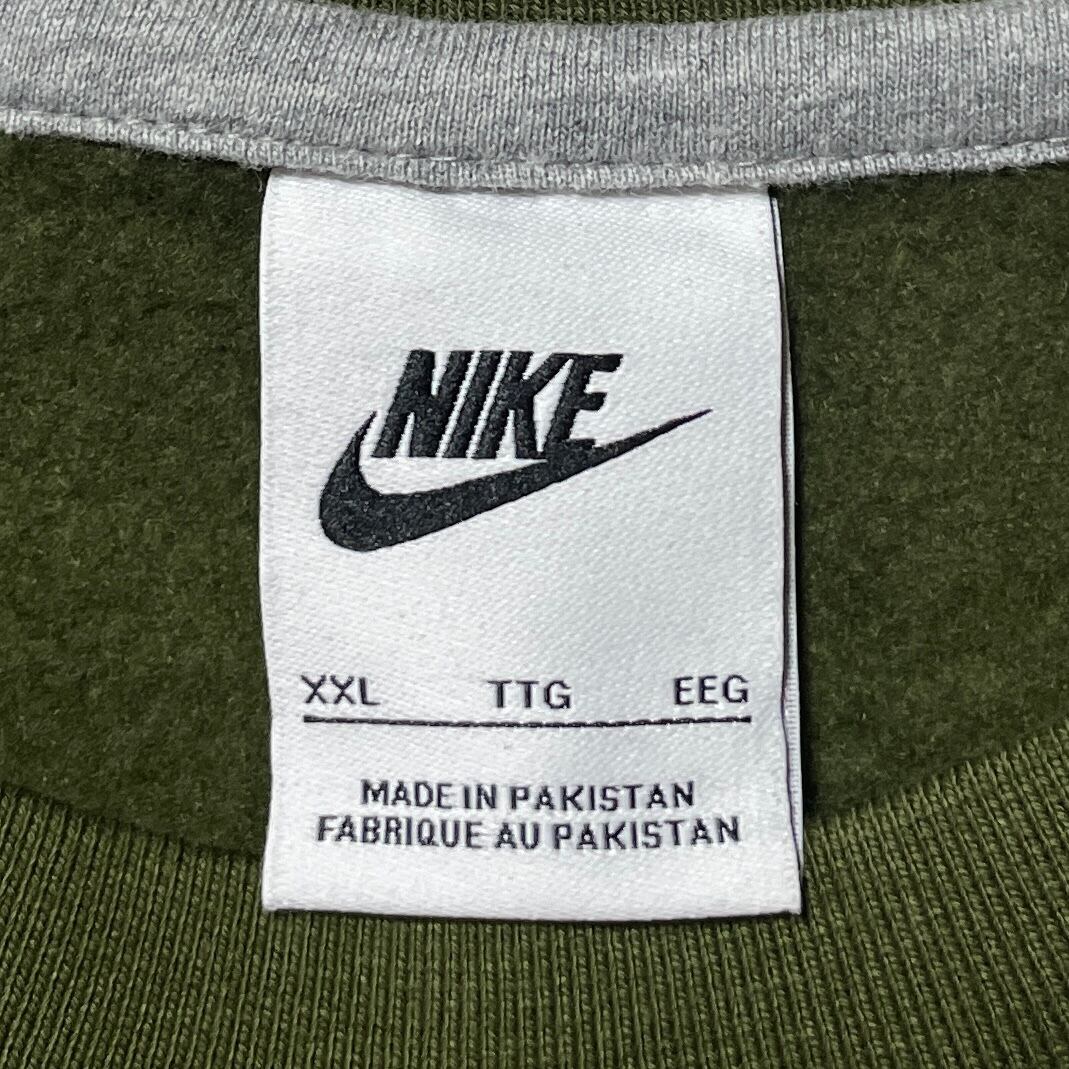 NIKE
XXL TTG EEG
MADE IN PAKISTAN
FABRIQUE AU PAKISTAN